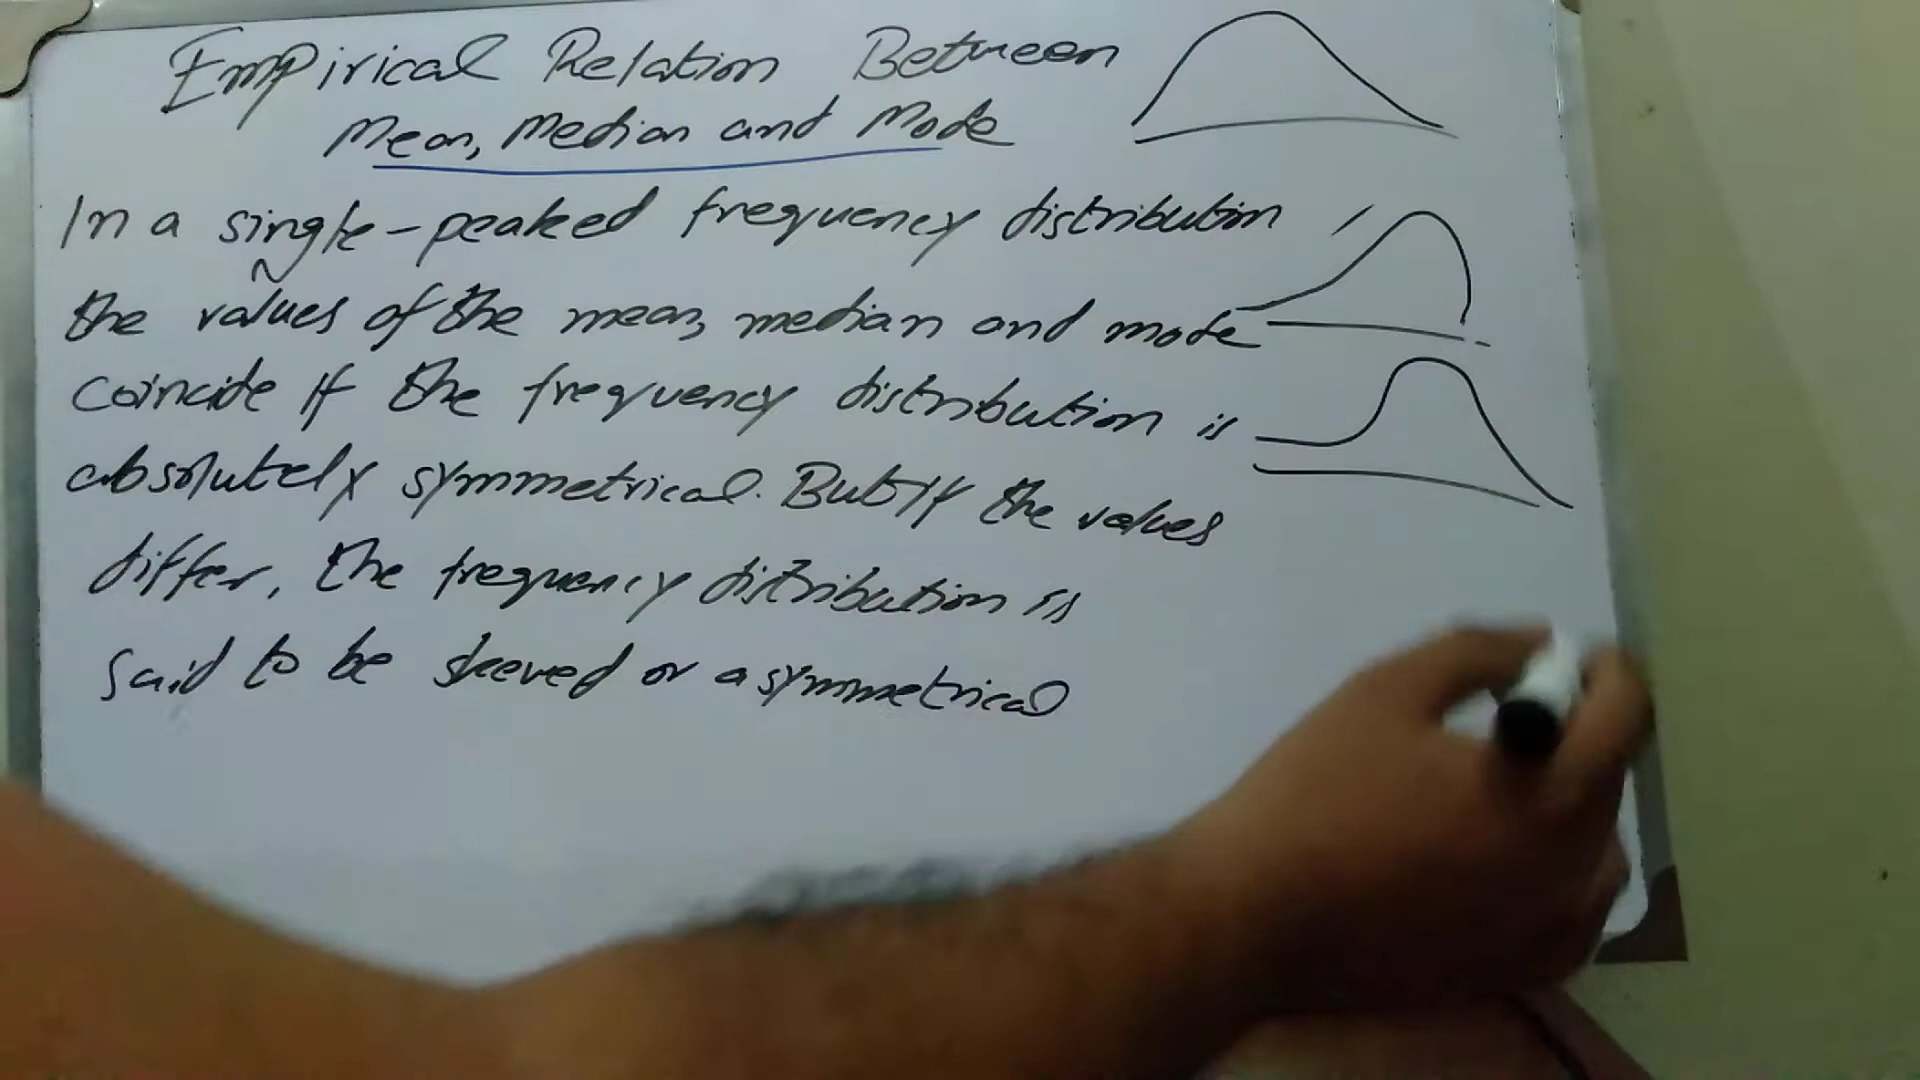 Empirical Relation Between
Mean, Median and Mode
In a single-peaked frequency distribution,
the values of the mean, median and mode
coincide if the frequency distribution is
absolutely symmetrical. But if the values
differ, the frequency distribution is
said to be skeved or asymmetrical